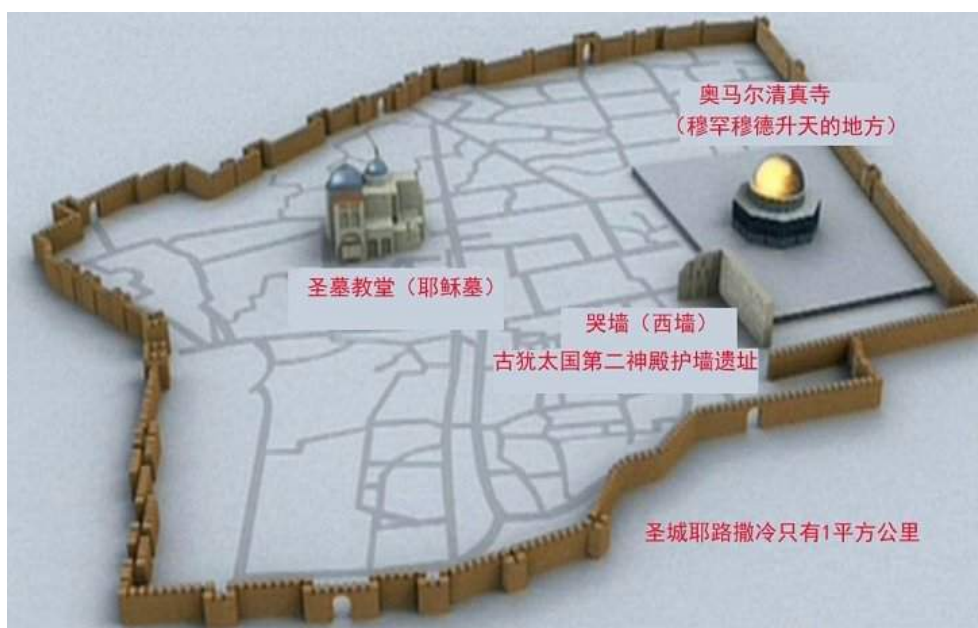 奥马尔清真寺
（穆罕穆德升天的地方）
圣墓教堂（耶稣墓）
哭墙（西墙）
古犹太国第二神殿护墙遗址
圣城耶路撒冷只有1平方公里